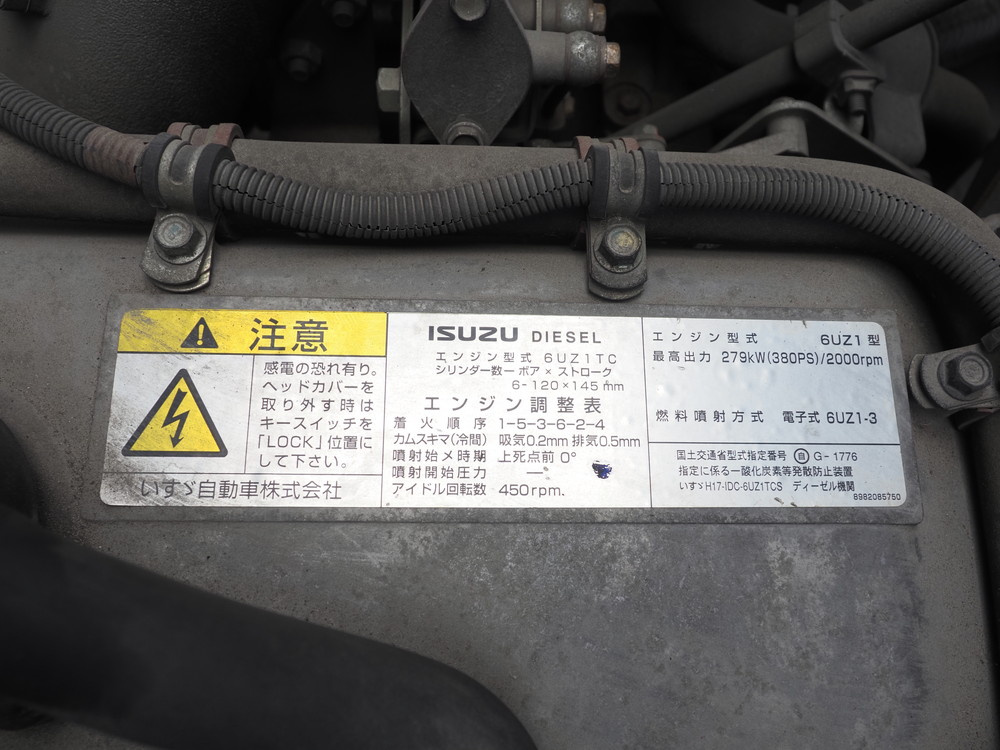 注意
感電の恐れ有り。
ヘッドカバーを
取り外す時は
キースイッチを
「LOCK」位置に
して下さい。
いすゞ自動車株式会社
ISUZU DIESEL
エンジン型式 6UZ1TC
シリンダー数ー ボア × ストローク
6-120×145 mm
エンジン調整表
着火順序 1-5-3-6-2-4
カムスキマ(冷間) 吸気0.2mm 排気0.5mm
噴射始メ時期 上死点前 0°
噴射開始圧力 —
アイドル回転数 450rpm.
エンジン型式 6UZ1型
最高出力 279kW(380PS)/2000rpm
燃料噴射方式 電子式 6UZ1-3
国土交通省型式指定番号 自 G-1776
指定に係る一酸化炭素等発散防止装置
いすゞH17-IDC-6UZ1TCS ディーゼル機関
8982085750